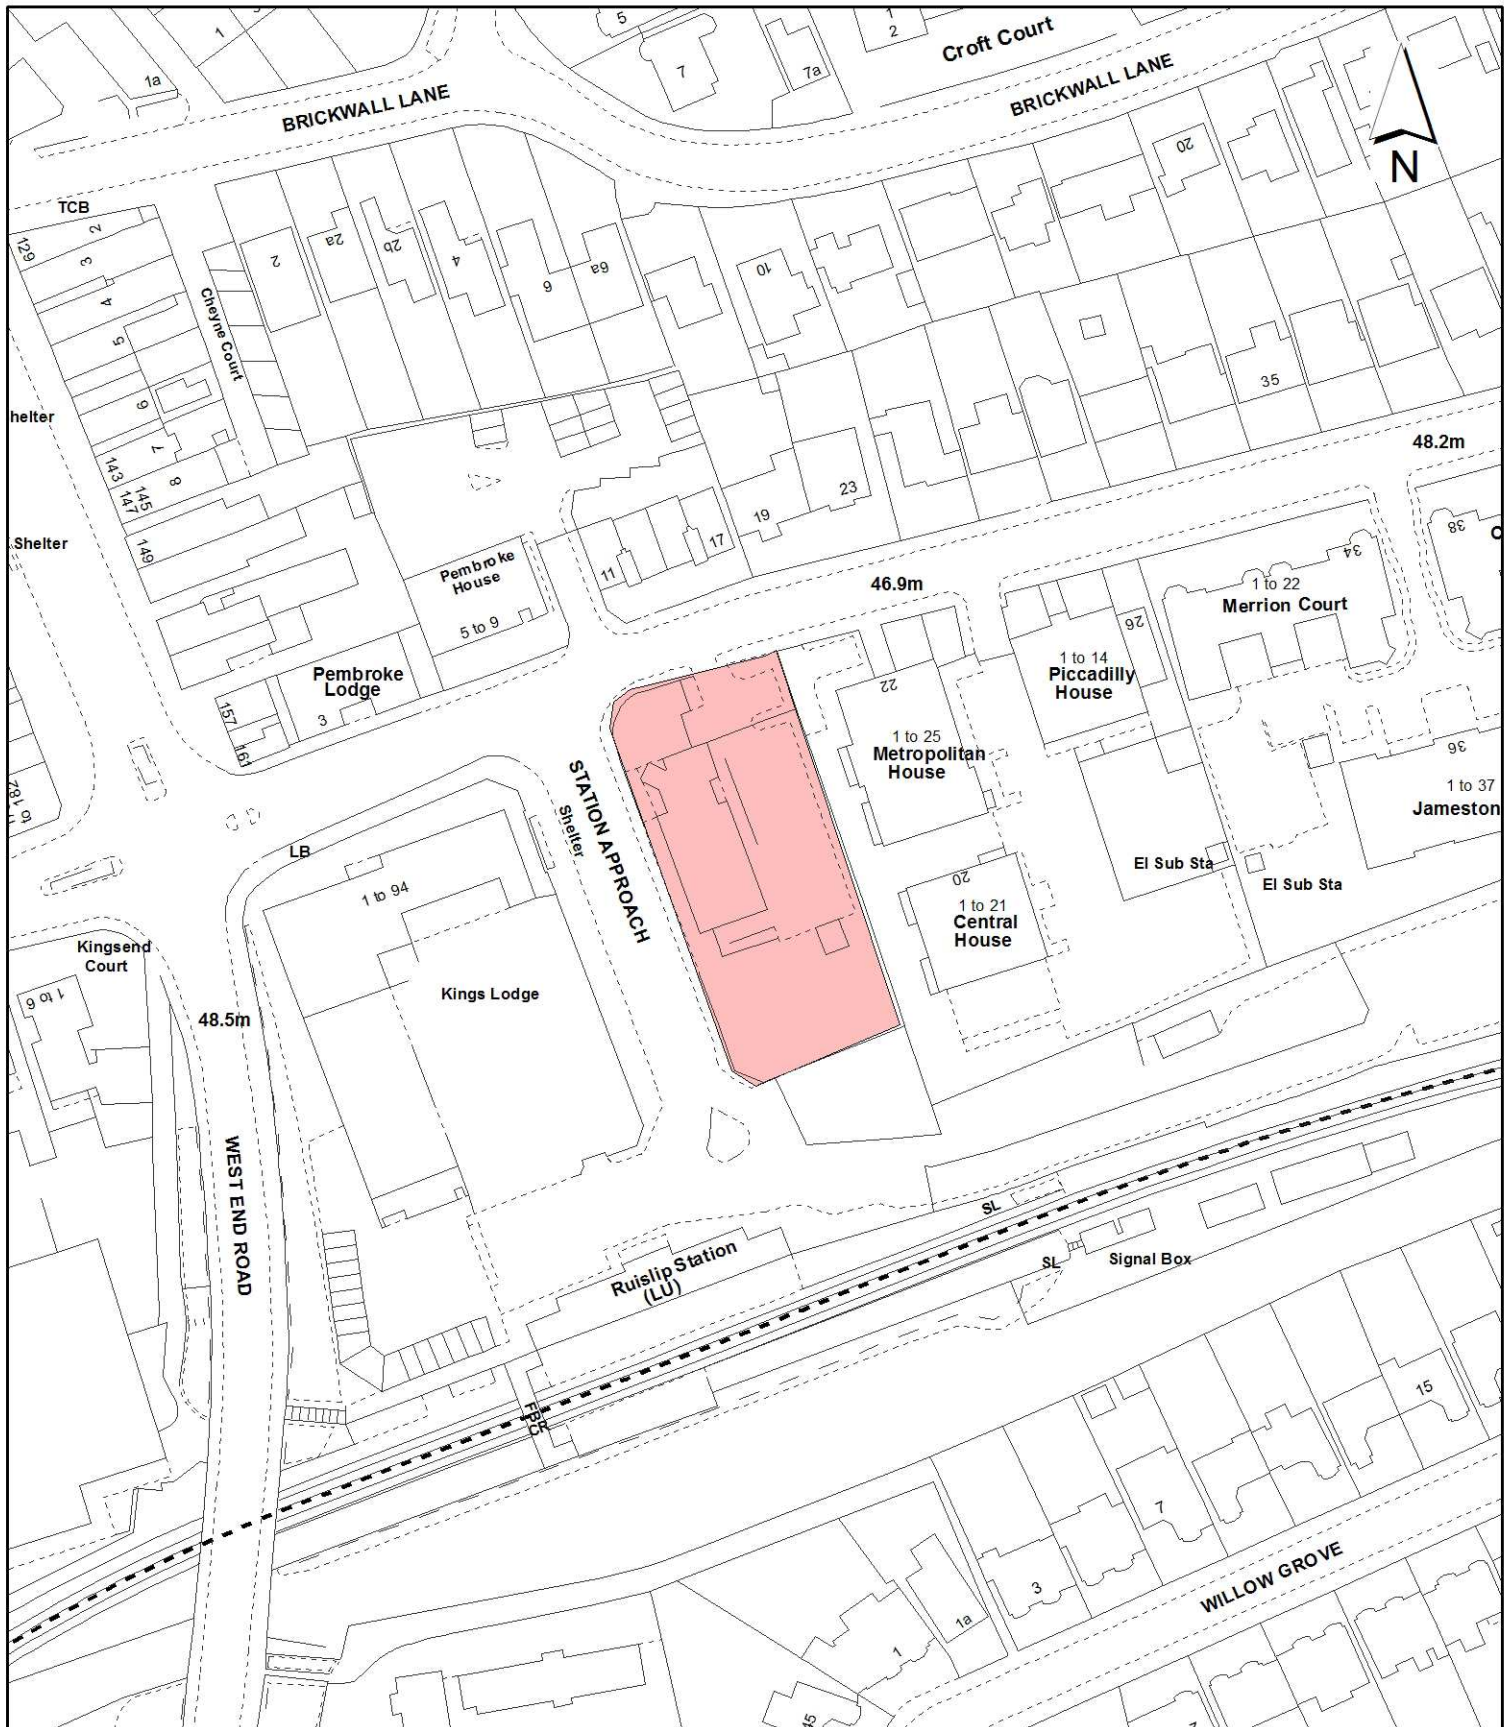 5
1
2
Croft Court
1
7
7a
1a
BRICKWALL LANE
BRICKWALL LANE
N
20
TCB
2
129
3
2
2a
2b
4
6
6a
10
4
Cheyne Court
5
35
6
helter
48.2m
7
143
8
145
147
23
19
17
38
Shelter
149
34
Pembroke
House
11
46.9m
1 to 22
Merrion Court
26
5 to 9
1 to 14
Piccadilly
House
Pembroke
Lodge
22
157
3
1 to 25
Metropolitan
House
161
36
STATION APPROACH
Shelter
1 to 37
Jameston
to 182
LB
El Sub Sta
El Sub Sta
1 to 94
20
1 to 21
Central
House
Kingsend
Court
1 to 6
Kings Lodge
48.5m
WEST END ROAD
SL
Ruislip Station
(LU)
SL
Signal Box
FB
CR
15
7
WILLOW GROVE
3
1a
1
45